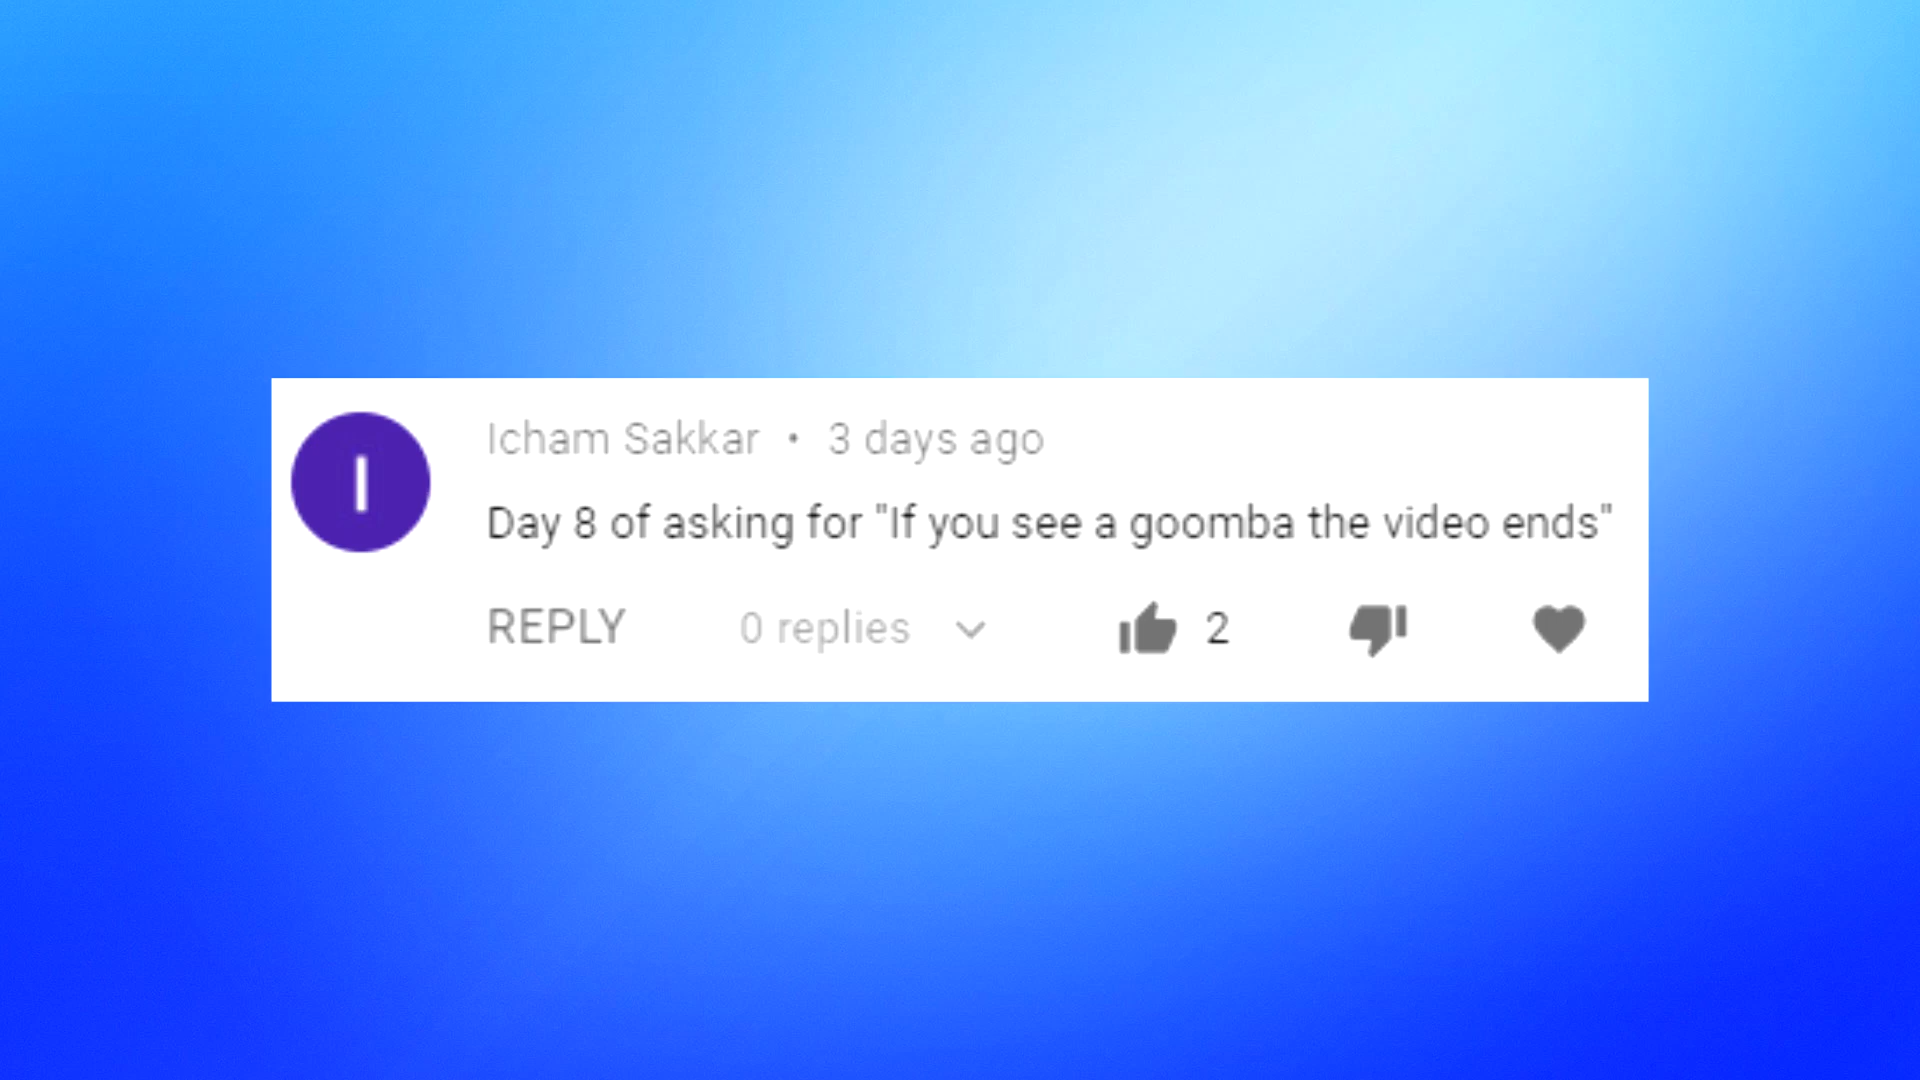 I
Icham Sakkar • 3 days ago
Day 8 of asking for "If you see a goomba the video ends"
REPLY 0 replies 2